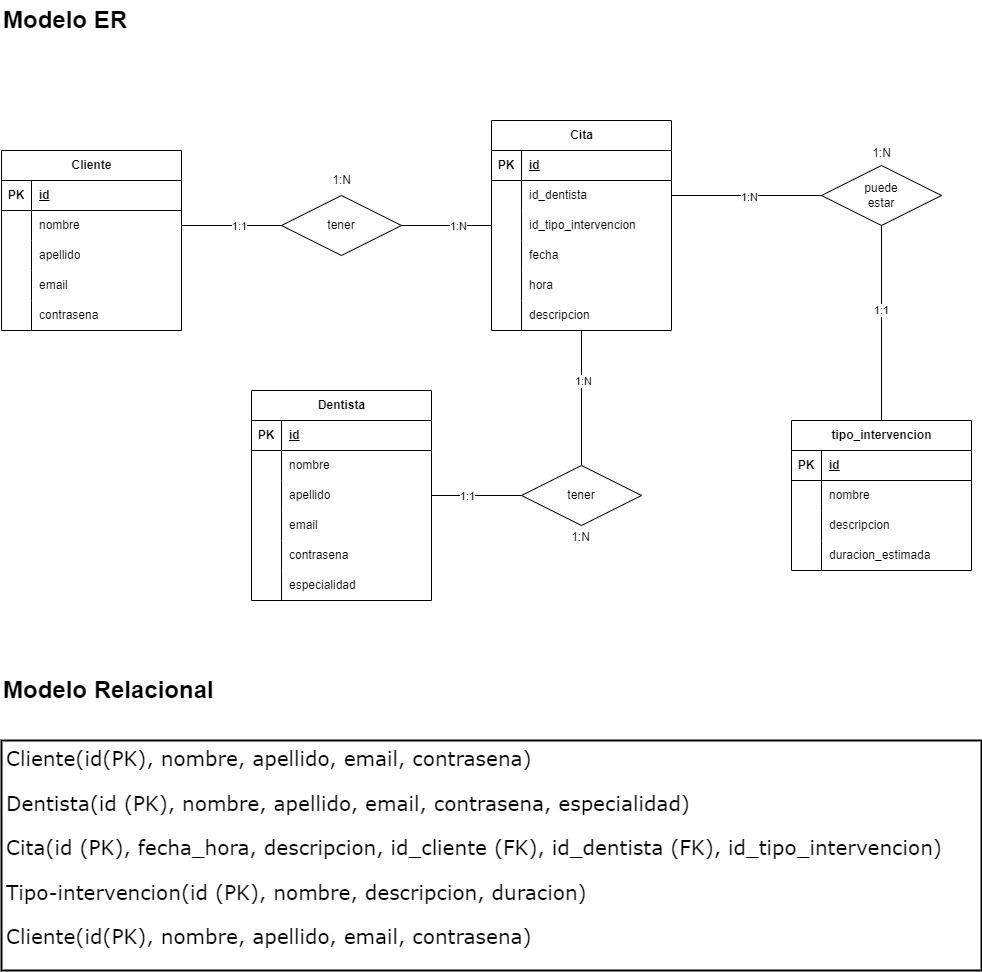 Modelo ER
Cliente
PK id
nombre
apellido
email
contrasena
1:1
1:N
tener
1:N
Cita
PK id
id_dentista
id_tipo_intervencion
fecha
hora
descripcion
1:N
1:N
puede
estar
1:1
1:N
Dentista
PK id
nombre
apellido
email
contrasena
especialidad
1:1
tener
1:N
tipo_intervencion
PK id
nombre
descripcion
duracion_estimada
Modelo Relacional
Cliente(id(PK), nombre, apellido, email, contrasena)
Dentista(id (PK), nombre, apellido, email, contrasena, especialidad)
Cita(id (PK), fecha_hora, descripcion, id_cliente (FK), id_dentista (FK), id_tipo_intervencion)
Tipo-intervencion(id (PK), nombre, descripcion, duracion)
Cliente(id(PK), nombre, apellido, email, contrasena)